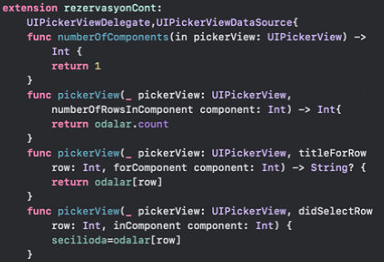 extension rezervasyonCont:
UIPickerViewDelegate,UIPickerViewDataSource{
func numberOfComponents(in pickerView: UIPickerView) ->
Int {
return 1
}
func pickerView(_ pickerView: UIPickerView,
numberOfRowsInComponent component: Int) -> Int{
return odalar.count
}
func pickerView(_ pickerView: UIPickerView, titleForRow
row: Int, forComponent component: Int) -> String? {
return odalar[row]
}
func pickerView(_ pickerView: UIPickerView, didSelectRow
row: Int, inComponent component: Int) {
secilioda=odalar[row]
}